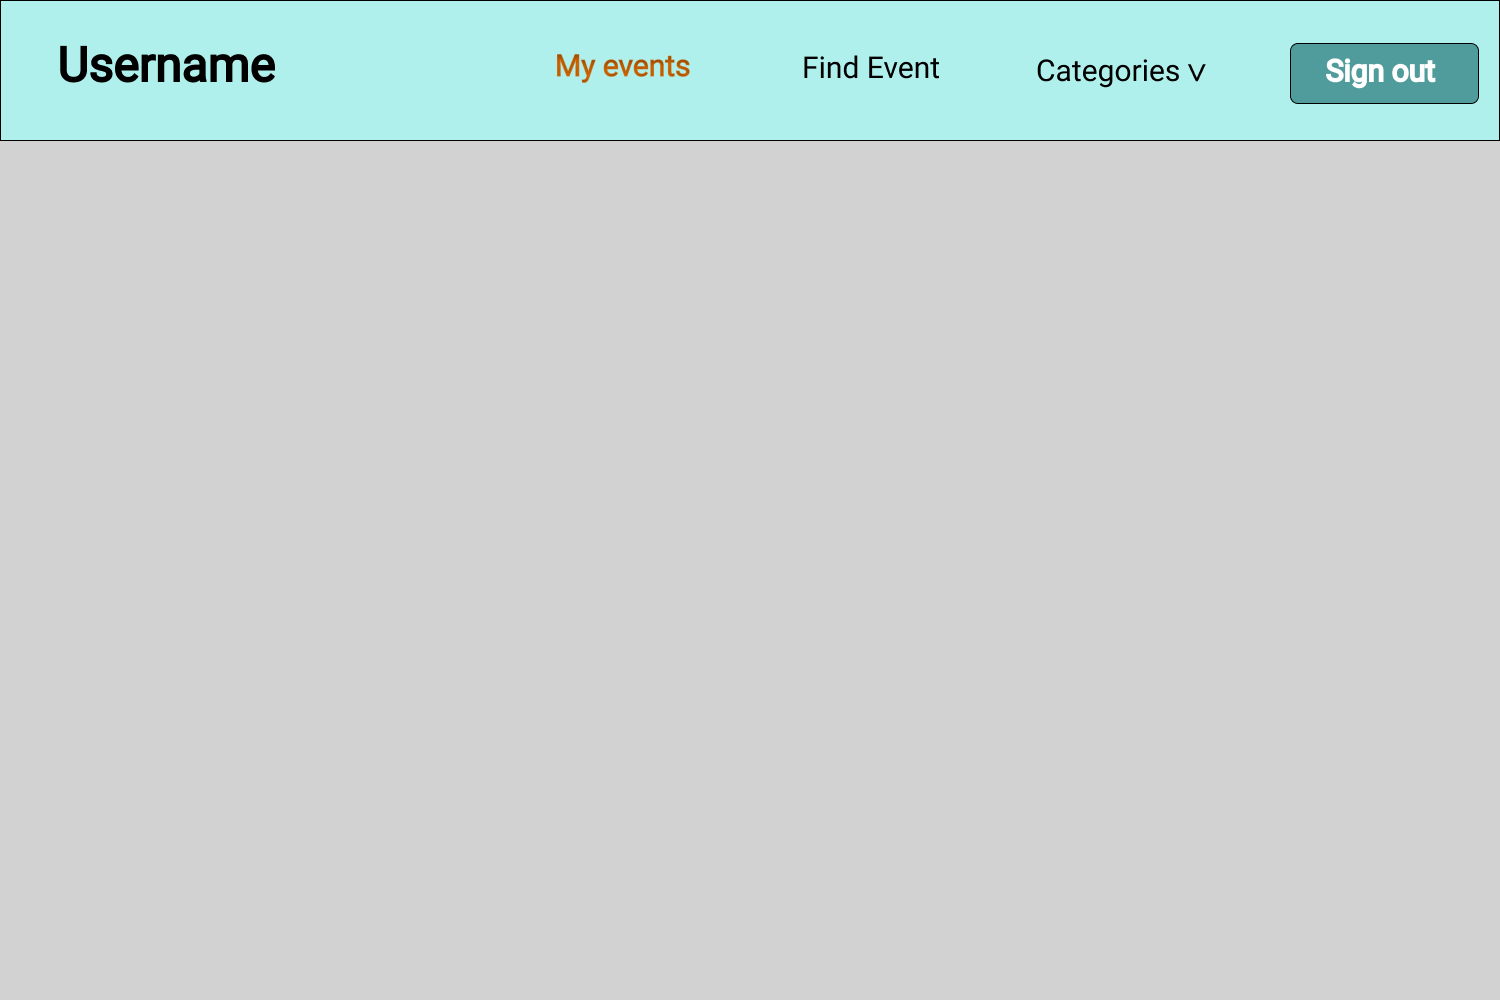 Username
My events
Find Event
Categories V
Sign out